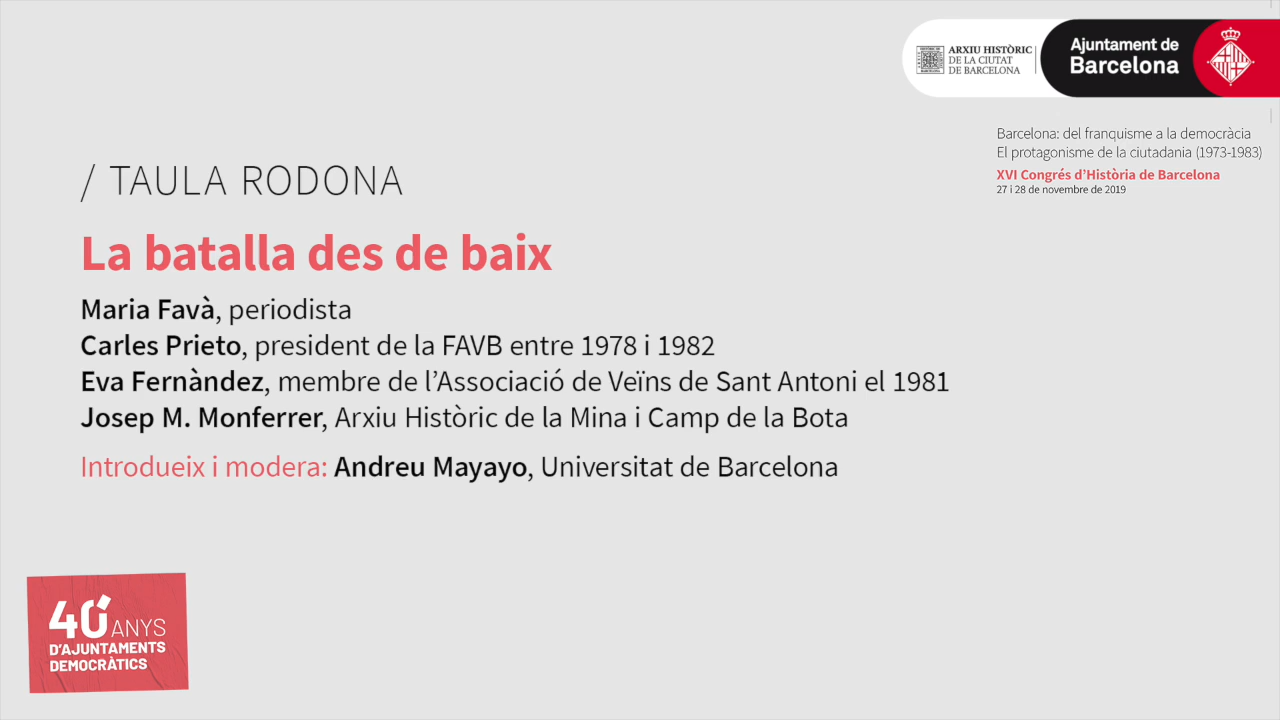 ARXIU HISTÒRIC
DE LA CIUTAT
DE BARCELONA
Ajuntament de
Barcelona
Barcelona: del franquisme a la democràcia
El protagonisme de la ciutadania (1973-1983)
XVI Congrés d'Història de Barcelona
27 i 28 de novembre de 2019
/ TAULA RODONA
La batalla des de baix
Maria Favà, periodista
Carles Prieto, president de la FAVB entre 1978 i 1982
Eva Fernàndez, membre de l'Associació de Veïns de Sant Antoni el 1981
Josep M. Monferrer, Arxiu Històric de la Mina i Camp de la Bota
Introdueix i modera: Andreu Mayayo, Universitat de Barcelona
40 ANYS
D'AJUNTAMENTS
DEMOCRÀTICS